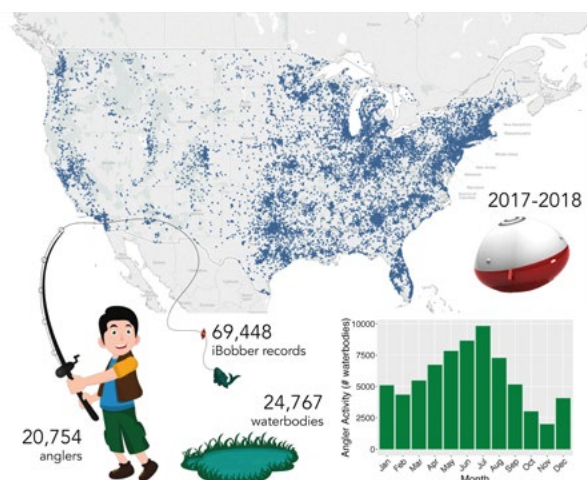 2017-2018
69,448
iBobber records
24,767
waterbodies
20,754
anglers
Angler Activity (# waterbodies)
10000
7500
5000
2500
0
Jan
Feb
Mar
Apr
May
Jun
Jul
Aug
Sep
Oct
Nov
Dec
Month